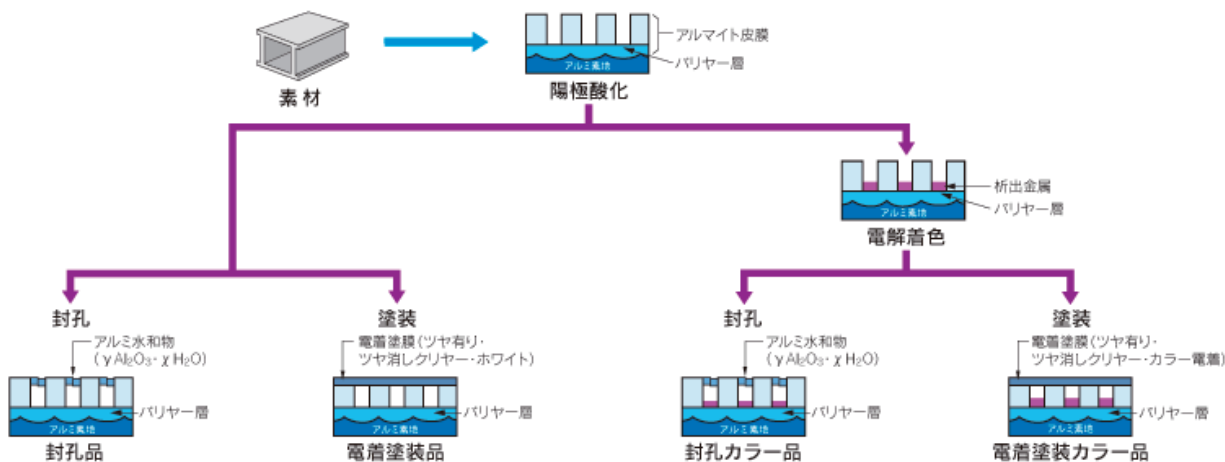 アルマイト皮膜
バリヤー層
アルミ素地
素材
陽極酸化
析出金属
バリヤー層
アルミ素地
電解着色
封孔
アルミ水和物
(γAl₂O₃・χH₂O)
バリヤー層
アルミ素地
封孔品
塗装
電着塗膜(ツヤ有り・
ツヤ消しクリヤー・ホワイト)
バリヤー層
アルミ素地
電着塗装品
封孔
アルミ水和物
(γAl₂O₃・χH₂O)
バリヤー層
アルミ素地
封孔カラー品
塗装
電着塗膜(ツヤ有り・
ツヤ消しクリヤー・カラー電着)
バリヤー層
アルミ素地
電着塗装カラー品